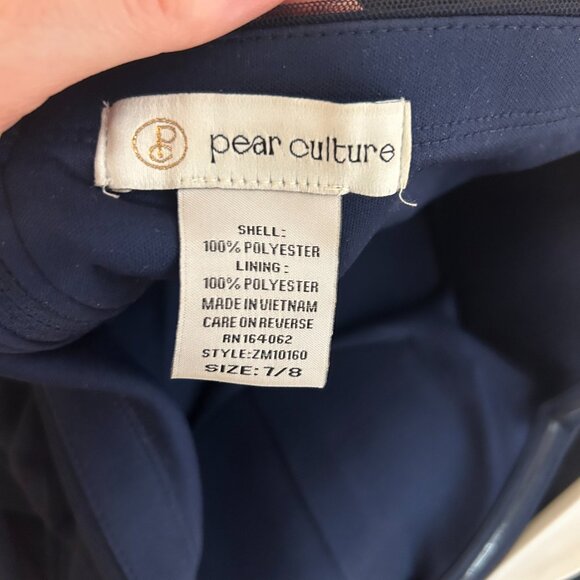 pear culture
SHELL:
100% POLYESTER
LINING:
100% POLYESTER
MADE IN VIETNAM
CARE ON REVERSE
RN164062
STYLE:ZM10160
SIZE: 7/8